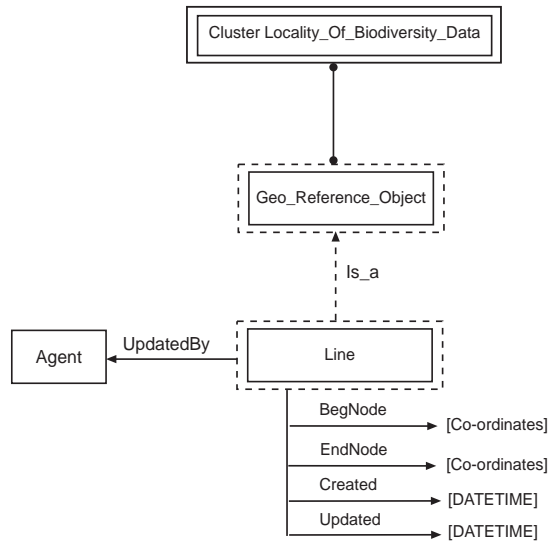 Cluster Locality_Of_Biodiversity_Data
Geo_Reference_Object
Is_a
Agent
UpdatedBy
Line
BegNode
[Co-ordinates]
EndNode
[Co-ordinates]
Created
[DATETIME]
Updated
[DATETIME]